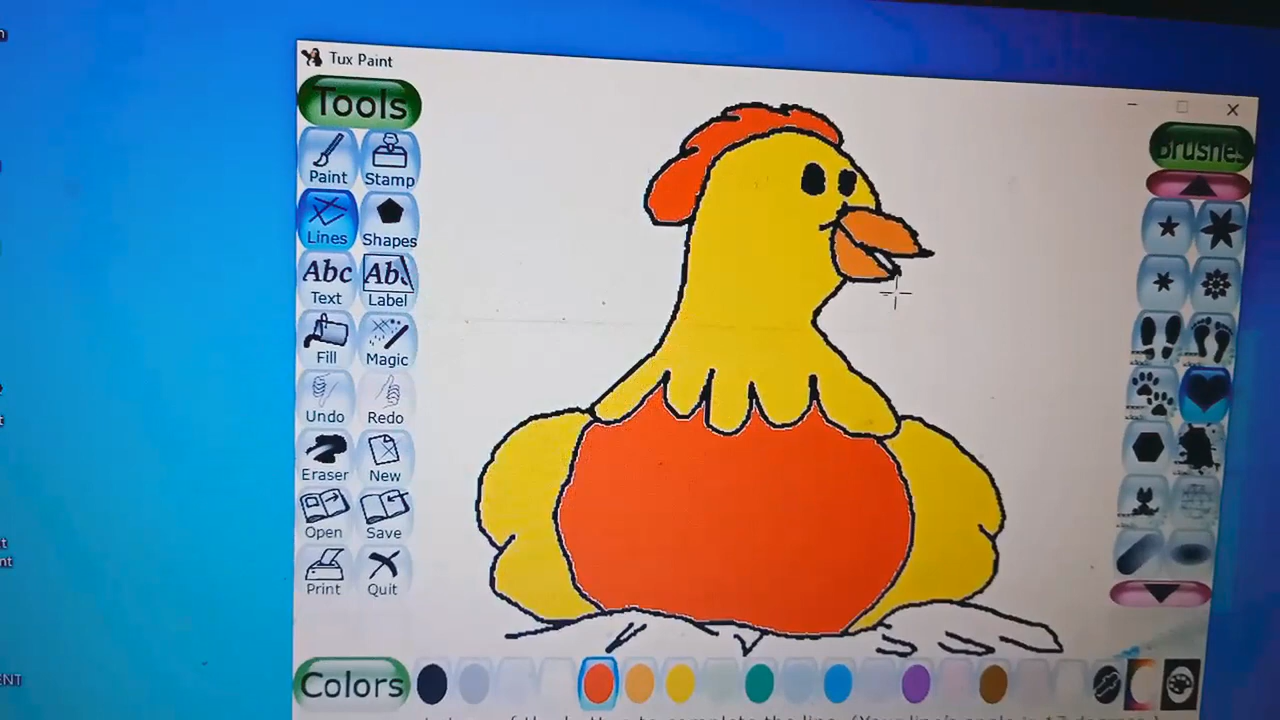 Tux Paint
Tools
Brushes
Paint
Stamp
Lines
Shapes
Abc
Text
Label
Fill
Magic
Undo
Redo
Eraser
New
Open
Save
Print
Quit
Colors